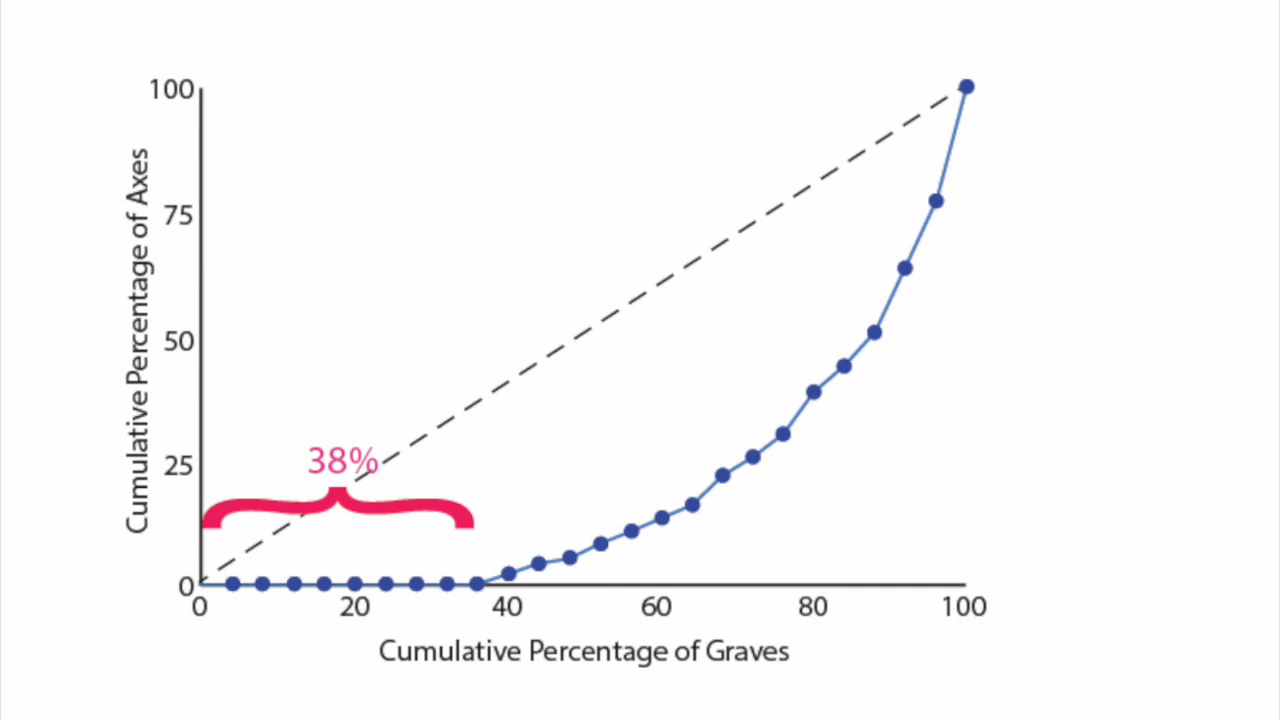 100
75
50
25
0
Cumulative Percentage of Axes
38%
0 20 40 60 80 100
Cumulative Percentage of Graves